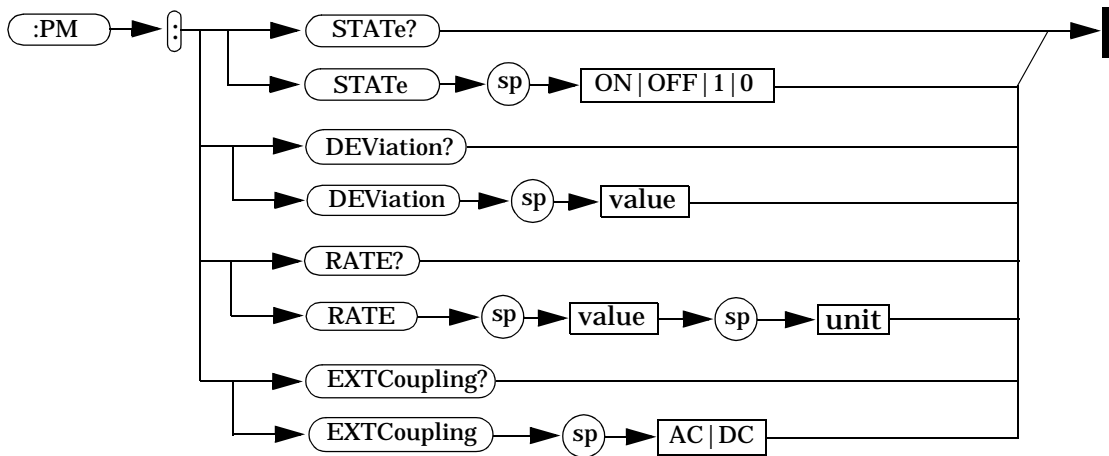 :PM : STATe?
STATe sp ON|OFF|1|0
DEViation?
DEViation sp value
RATE?
RATE sp value sp unit
EXTCoupling?
EXTCoupling sp AC|DC